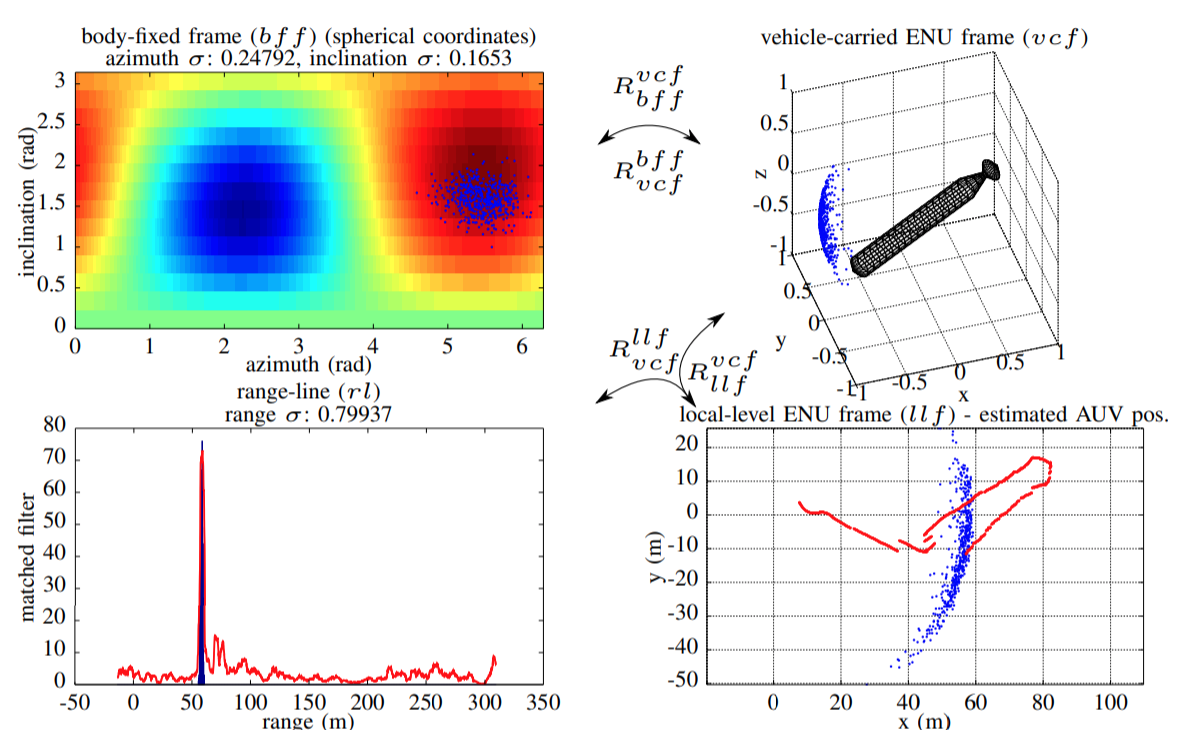 body-fixed frame (bff) (spherical coordinates)
azimuth σ: 0.24792, inclination σ: 0.1653
3
2.5
2
1.5
1
0.5
0
inclination (rad)
0 1 2 3 4 5 6
azimuth (rad)
R^{vcf}_{bff}
R^{bff}_{vcf}
vehicle-carried ENU frame (vcf)
1
0.5
0
-0.5
-1
z
1
0.5
0
-0.5
-1
y
-1 -0.5 0 0.5 1
x
R^{llf}_{vcf}
R^{vcf}_{llf}
range-line (rl)
range σ: 0.79937
80
70
60
50
40
30
20
10
0
matched filter
-50 0 50 100 150 200 250 300 350
range (m)
local-level ENU frame (llf) - estimated AUV pos.
20
10
0
-10
-20
-30
-40
-50
y (m)
0 20 40 60 80 100
x (m)